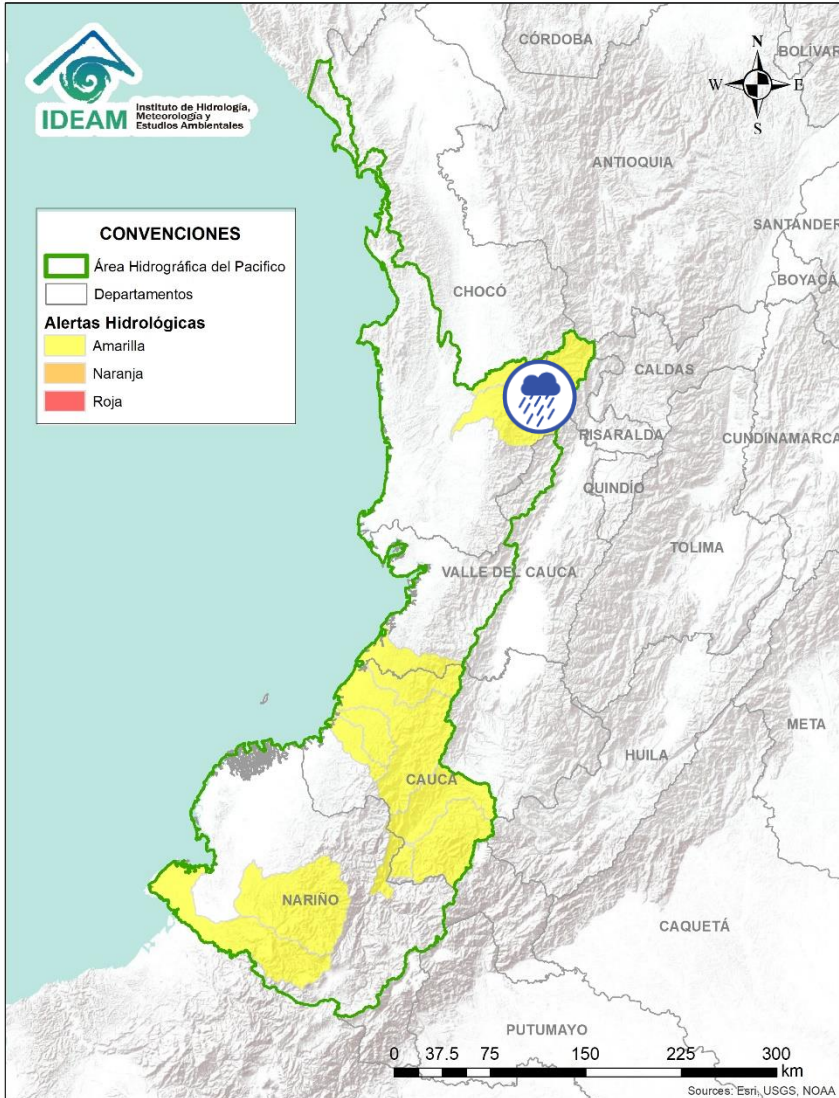 IDEAM
Instituto de Hidrología,
Meteorología y
Estudios Ambientales
CÓRDOBA
BOLÍVAR
N
W
E
S
ANTIOQUIA
SANTANDER
BOYACÁ
CONVENCIONES
Área Hidrográfica del Pacifico
Departamentos
Alertas Hidrológicas
Amarilla
Naranja
Roja
CHOCÓ
CALDAS
RISARALDA
CUNDINAMARCA
QUINDÍO
TOLIMA
VALLE DEL CAUCA
META
HUILA
CAUCA
NARIÑO
CAQUETÁ
PUTUMAYO
0 37.5 75 150 225 300
km
Sources: Esri, USGS, NOAA